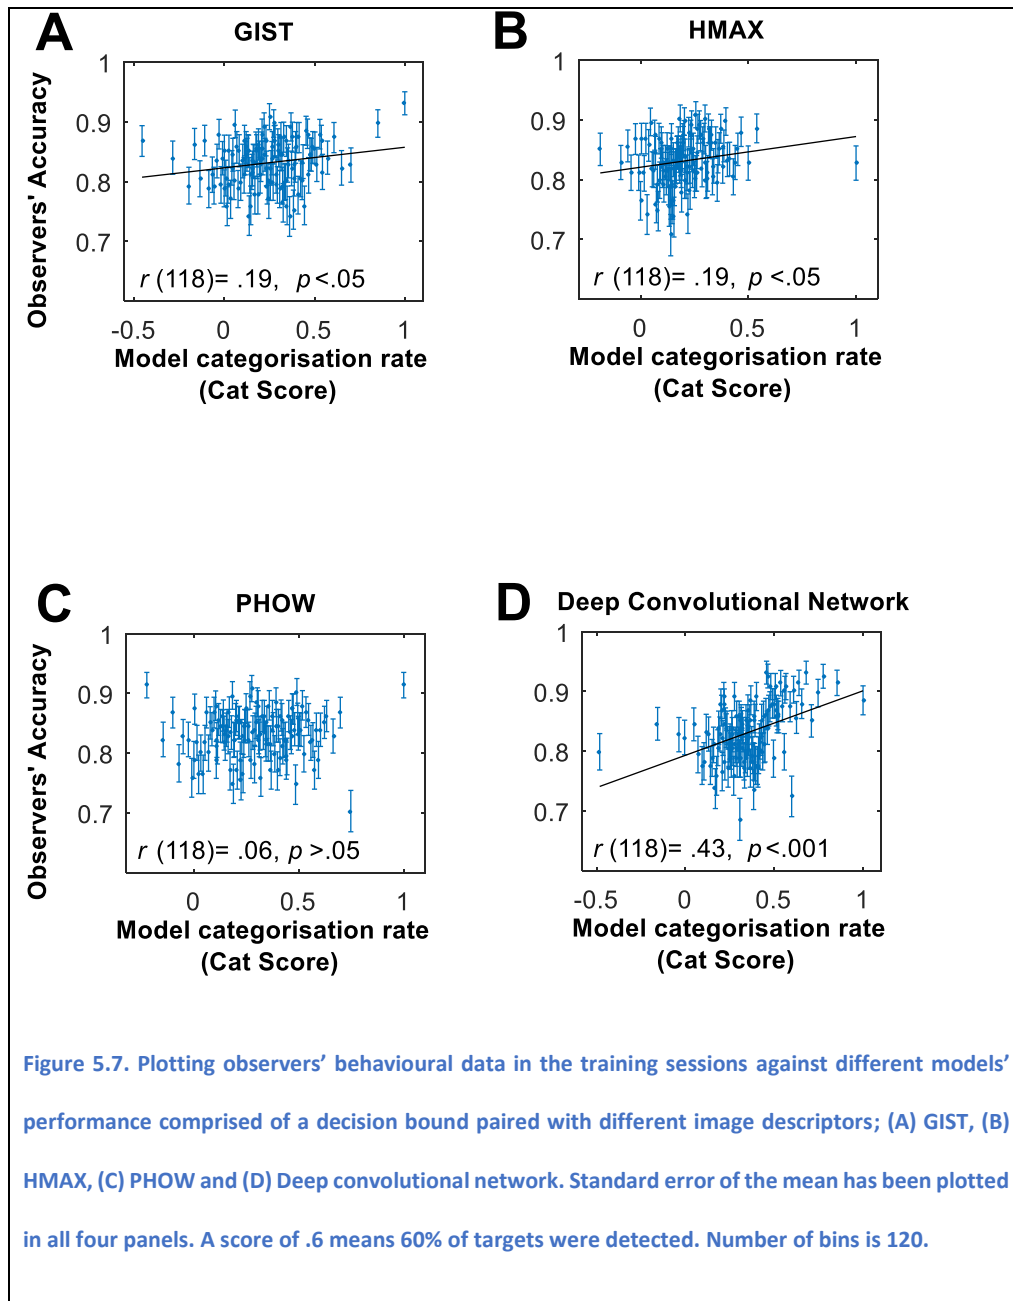 A
GIST
1
0.9
0.8
0.7
Observers' Accuracy
r (118)= .19, p <.05
-0.5 0 0.5 1
Model categorisation rate
(Cat Score)
B
HMAX
1
0.9
0.8
0.7
r (118)= .19, p <.05
0 0.5 1
Model categorisation rate
(Cat Score)
C
PHOW
1
0.9
0.8
0.7
Observers' Accuracy
r (118)= .06, p >.05
0 0.5 1
Model categorisation rate
(Cat Score)
D
Deep Convolutional Network
1
0.9
0.8
0.7
r (118)= .43, p <.001
-0.5 0 0.5 1
Model categorisation rate
(Cat Score)
Figure 5.7. Plotting observers’ behavioural data in the training sessions against different models’
performance comprised of a decision bound paired with different image descriptors; (A) GIST, (B)
HMAX, (C) PHOW and (D) Deep convolutional network. Standard error of the mean has been plotted
in all four panels. A score of .6 means 60% of targets were detected. Number of bins is 120.